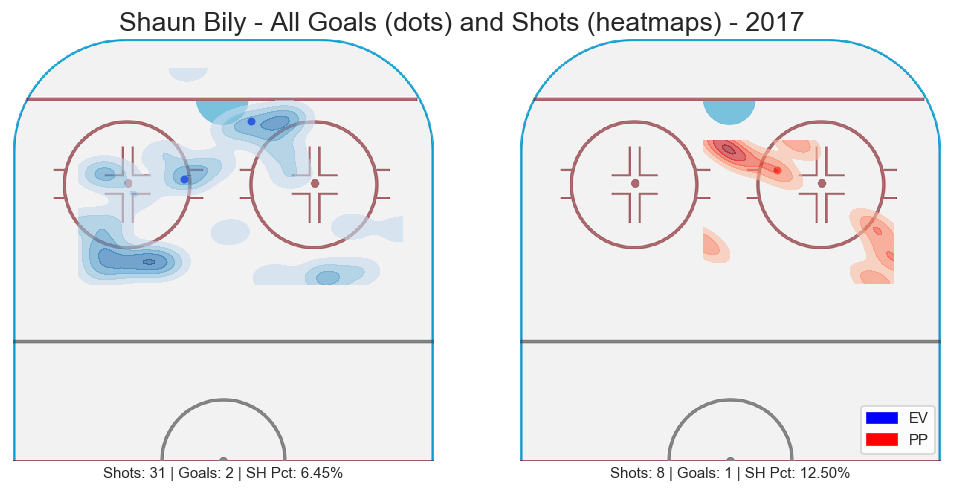 Shaun Bily - All Goals (dots) and Shots (heatmaps) - 2017
EV
PP
Shots: 31 | Goals: 2 | SH Pct: 6.45%
Shots: 8 | Goals: 1 | SH Pct: 12.50%